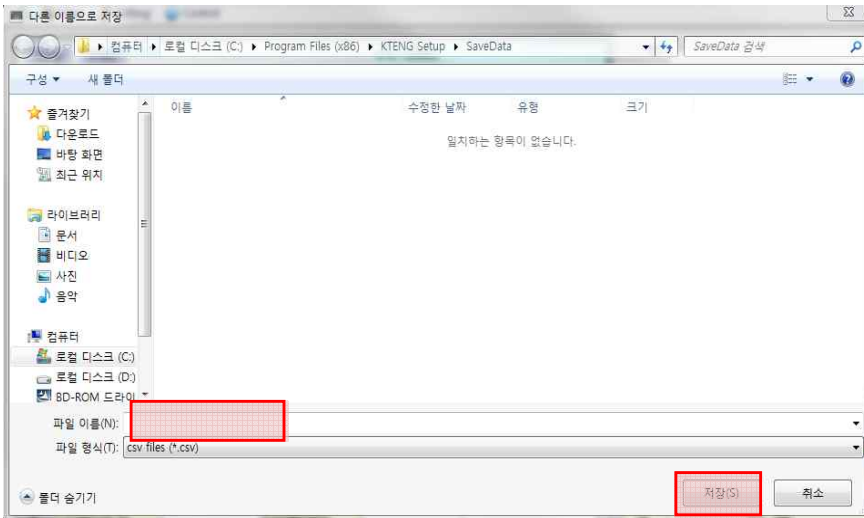 다른 이름으로 저장
컴퓨터 ▸ 로컬 디스크 (C:) ▸ Program Files (x86) ▸ KTENG Setup ▸ SaveData
SaveData 검색
구성 새 폴더
이름 수정한 날짜 유형 크기
일치하는 항목이 없습니다.
즐겨찾기
다운로드
바탕 화면
최근 위치
라이브러리
문서
비디오
사진
음악
컴퓨터
로컬 디스크 (C:)
로컬 디스크 (D:)
BD-ROM 드라이
파일 이름(N):
파일 형식(T): csv files (*.csv)
폴더 숨기기
저장(S) 취소